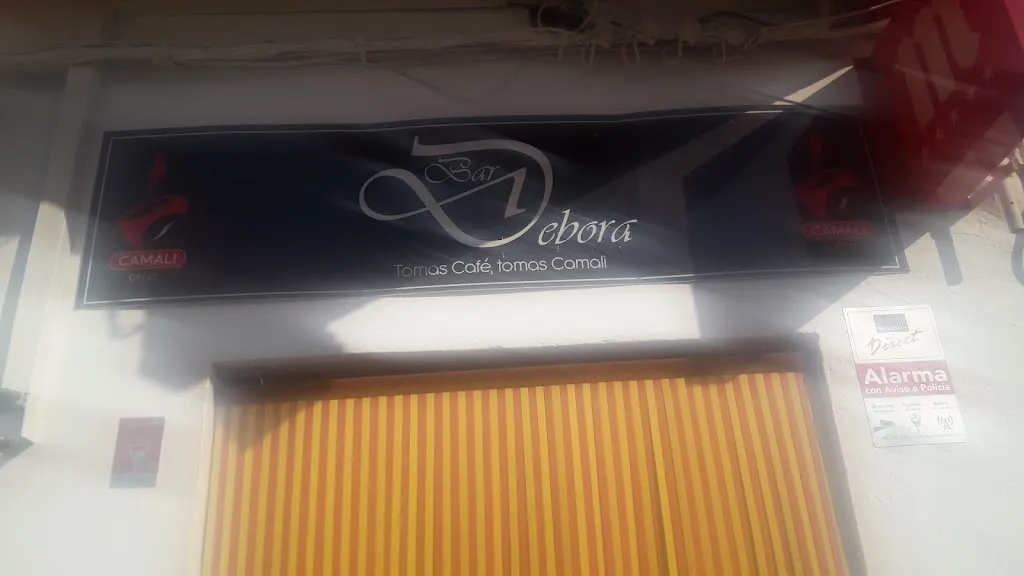 Bar
Debora
Tomas Café, tomas Camali
CAMALI
CAMALI
Direct
Alarma
con Aviso a Policía